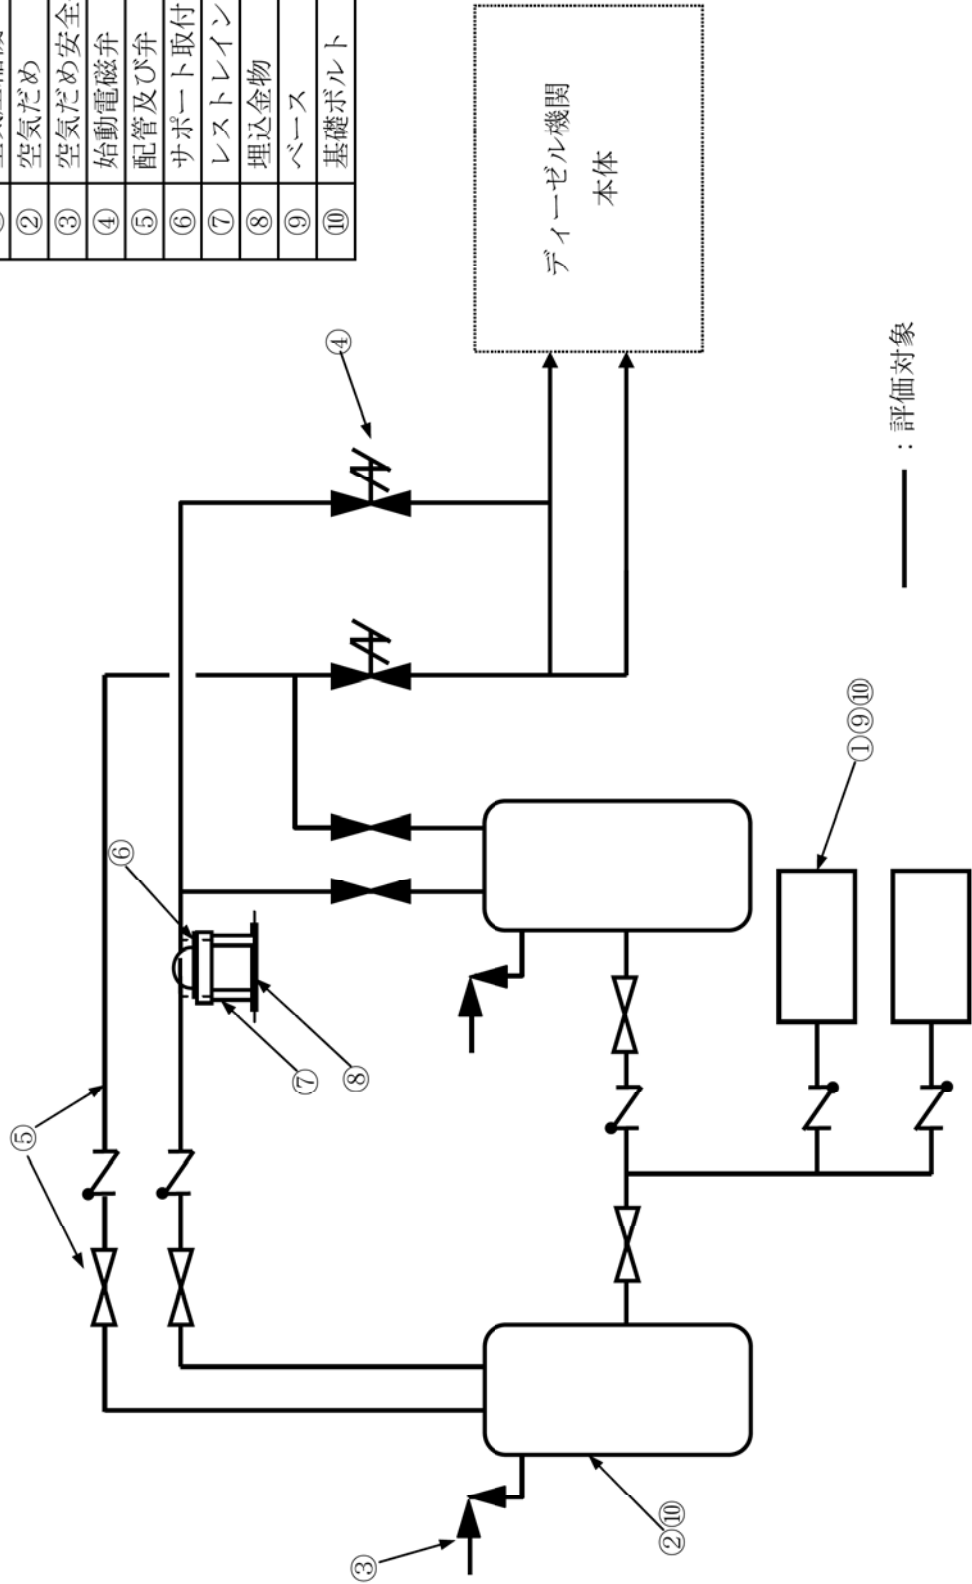 ② 空気だめ
③ 空気だめ安全
④ 始動電磁弁
⑤ 配管及び弁
⑥ サポート取付
⑦ レストレイン
⑧ 埋込金物
⑨ ベース
⑩ 基礎ボルト
ディーゼル機関
本体
④
⑥
⑤
⑦
⑧
①⑨⑩
③
②⑩
：評価対象